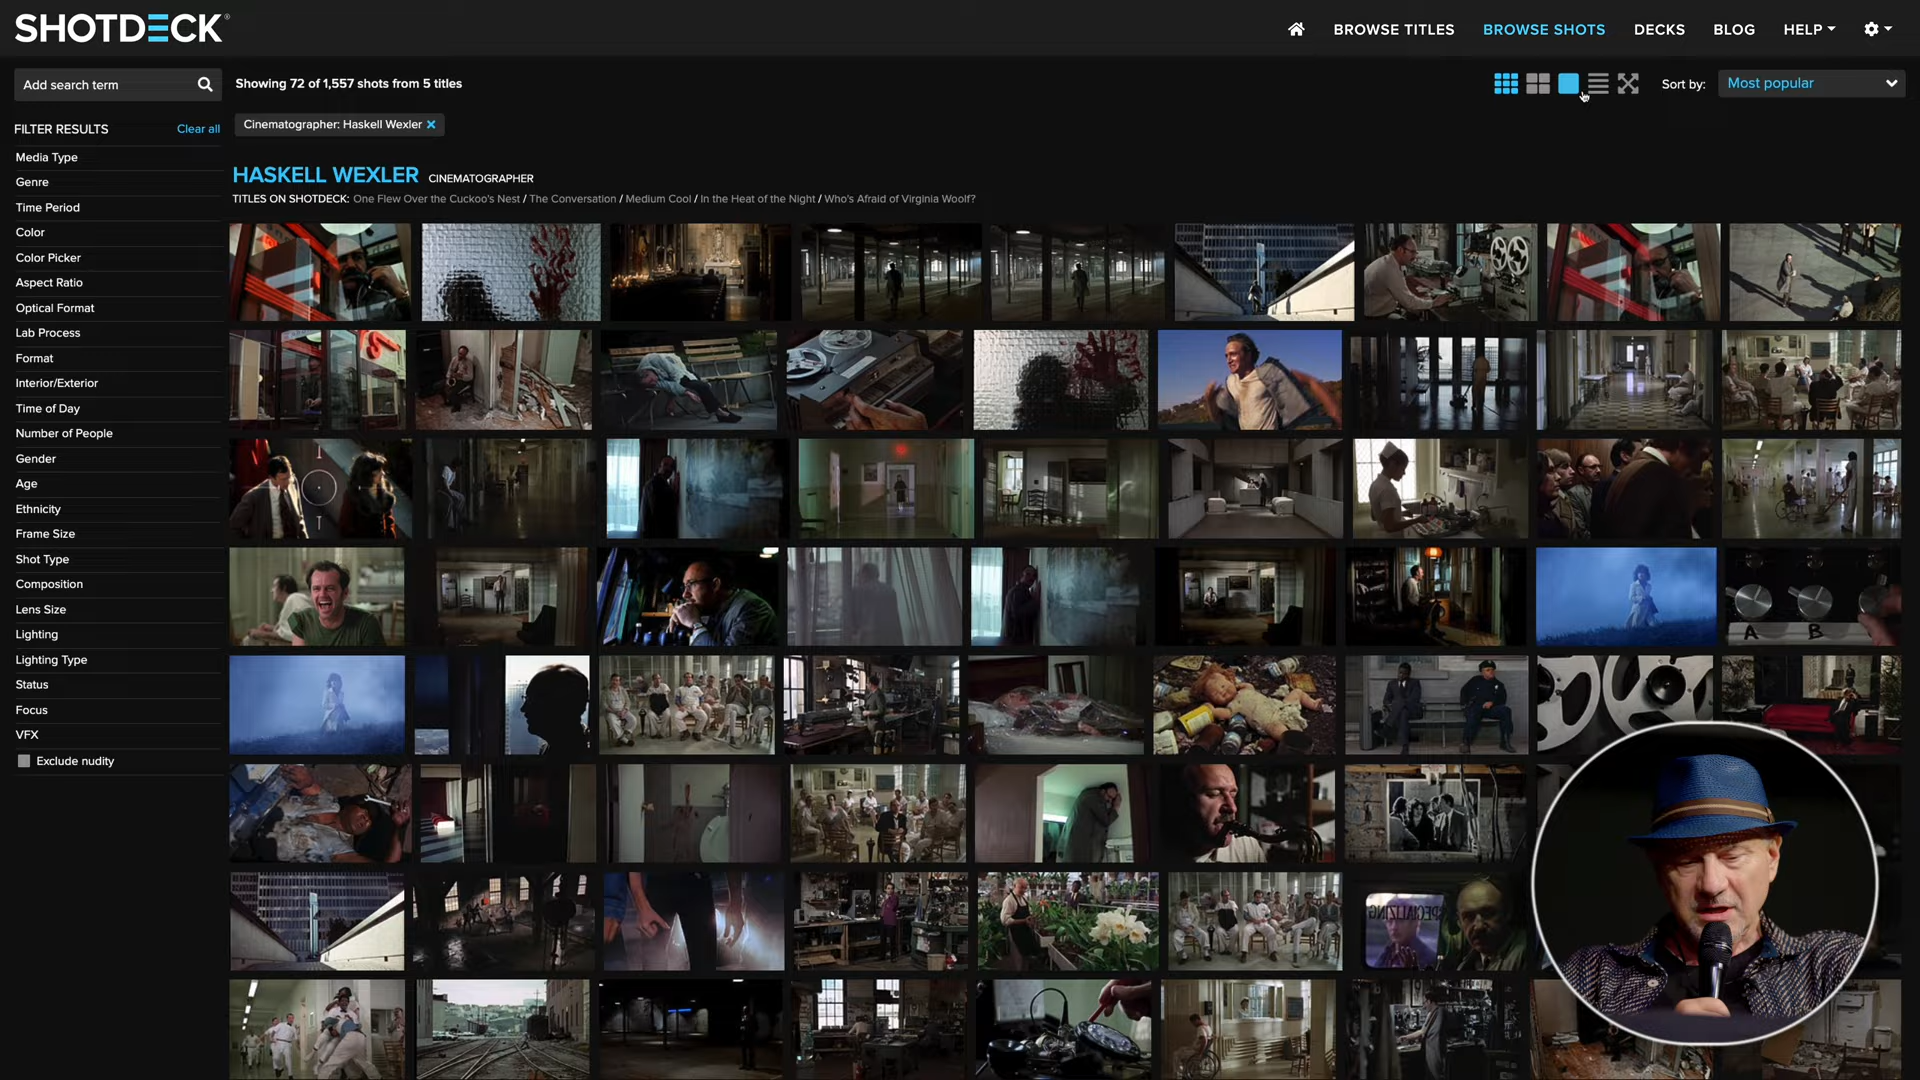 SHOTDECK®
BROWSE TITLES
BROWSE SHOTS
DECKS
BLOG
HELP
Add search term
Showing 72 of 1,557 shots from 5 titles
Sort by:
Most popular
FILTER RESULTS
Clear all
Cinematographer: Haskell Wexler ×
Media Type
Genre
Time Period
Color
Color Picker
Aspect Ratio
Optical Format
Lab Process
Format
Interior/Exterior
Time of Day
Number of People
Gender
Age
Ethnicity
Frame Size
Shot Type
Composition
Lens Size
Lighting
Lighting Type
Status
Focus
VFX
Exclude nudity
HASKELL WEXLER CINEMATOGRAPHER
TITLES ON SHOTDECK: One Flew Over the Cuckoo's Nest / The Conversation / Medium Cool / In the Heat of the Night / Who's Afraid of Virginia Woolf?
A B
SPECIALIZING